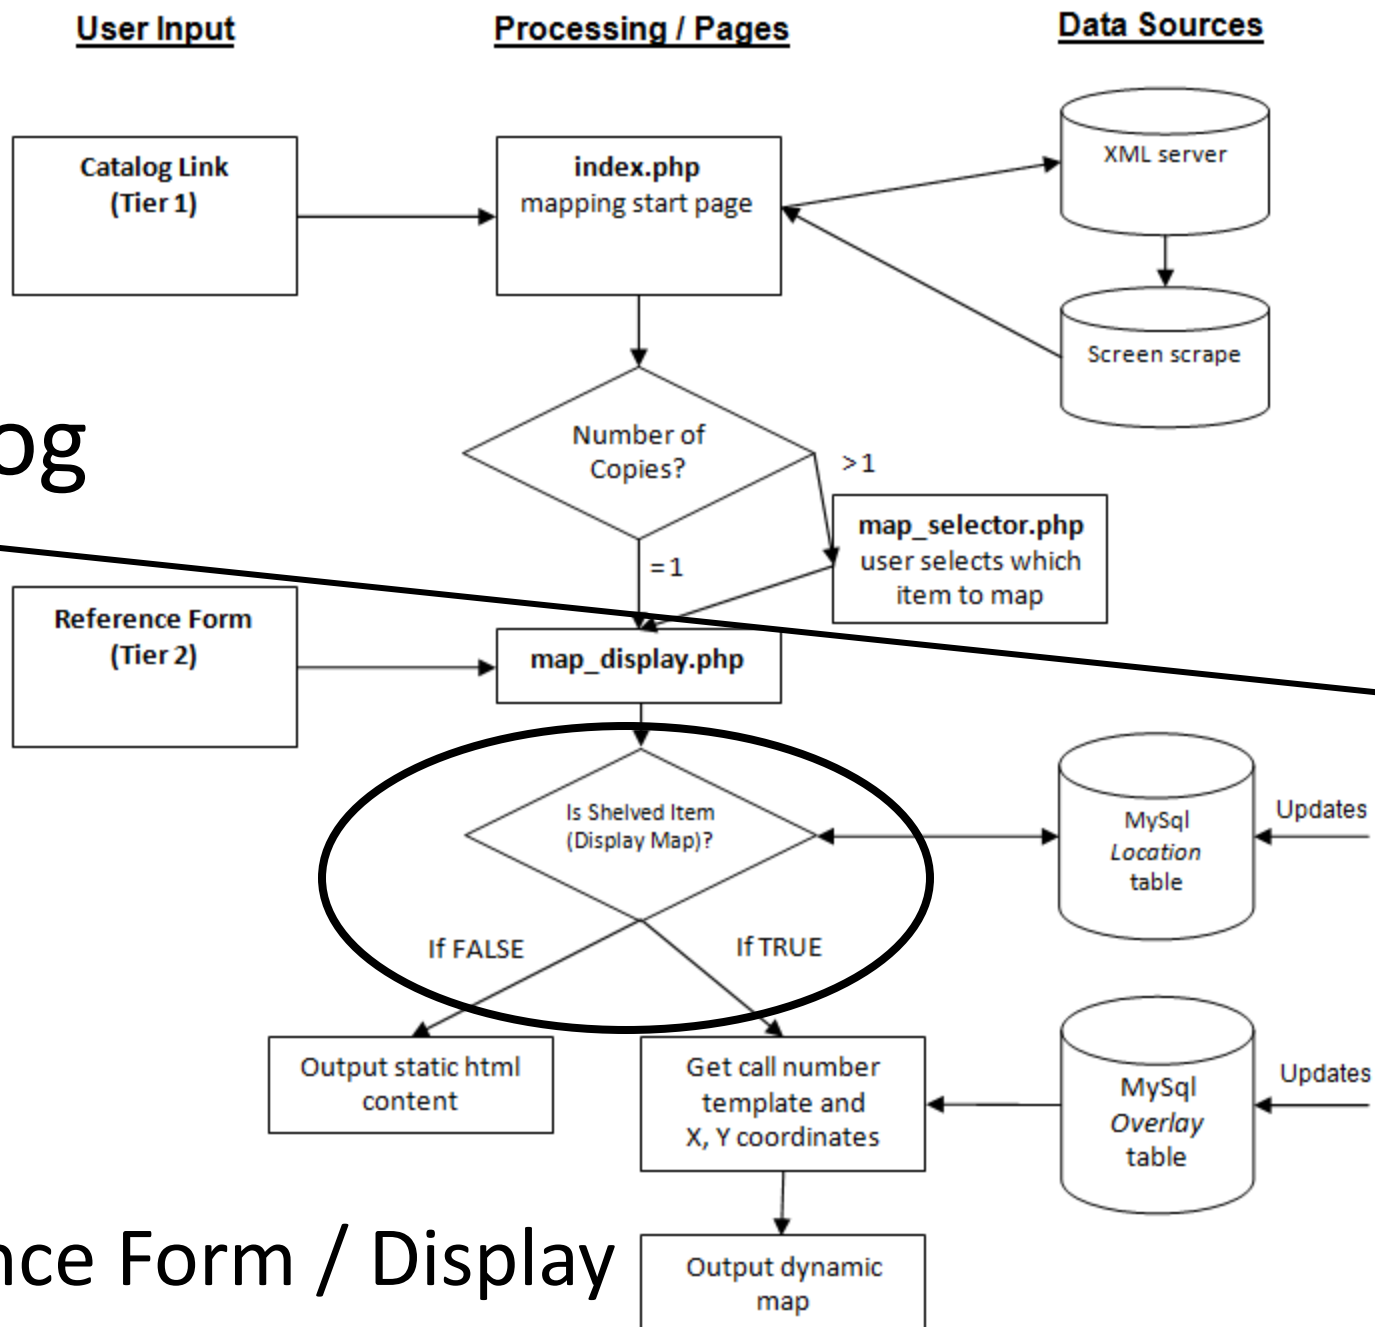 User Input
Processing / Pages
Data Sources
Catalog Link
(Tier 1)
index.php
mapping start page
XML server
Screen scrape
Number of
Copies?
>1
=1
map_selector.php
user selects which
item to map
og
Reference Form
(Tier 2)
map_display.php
Is Shelved Item
(Display Map)?
MySql
Location
table
Updates
If FALSE
If TRUE
Output static html
content
Get call number
template and
X, Y coordinates
MySql
Overlay
table
Updates
nce Form / Display
Output dynamic
map